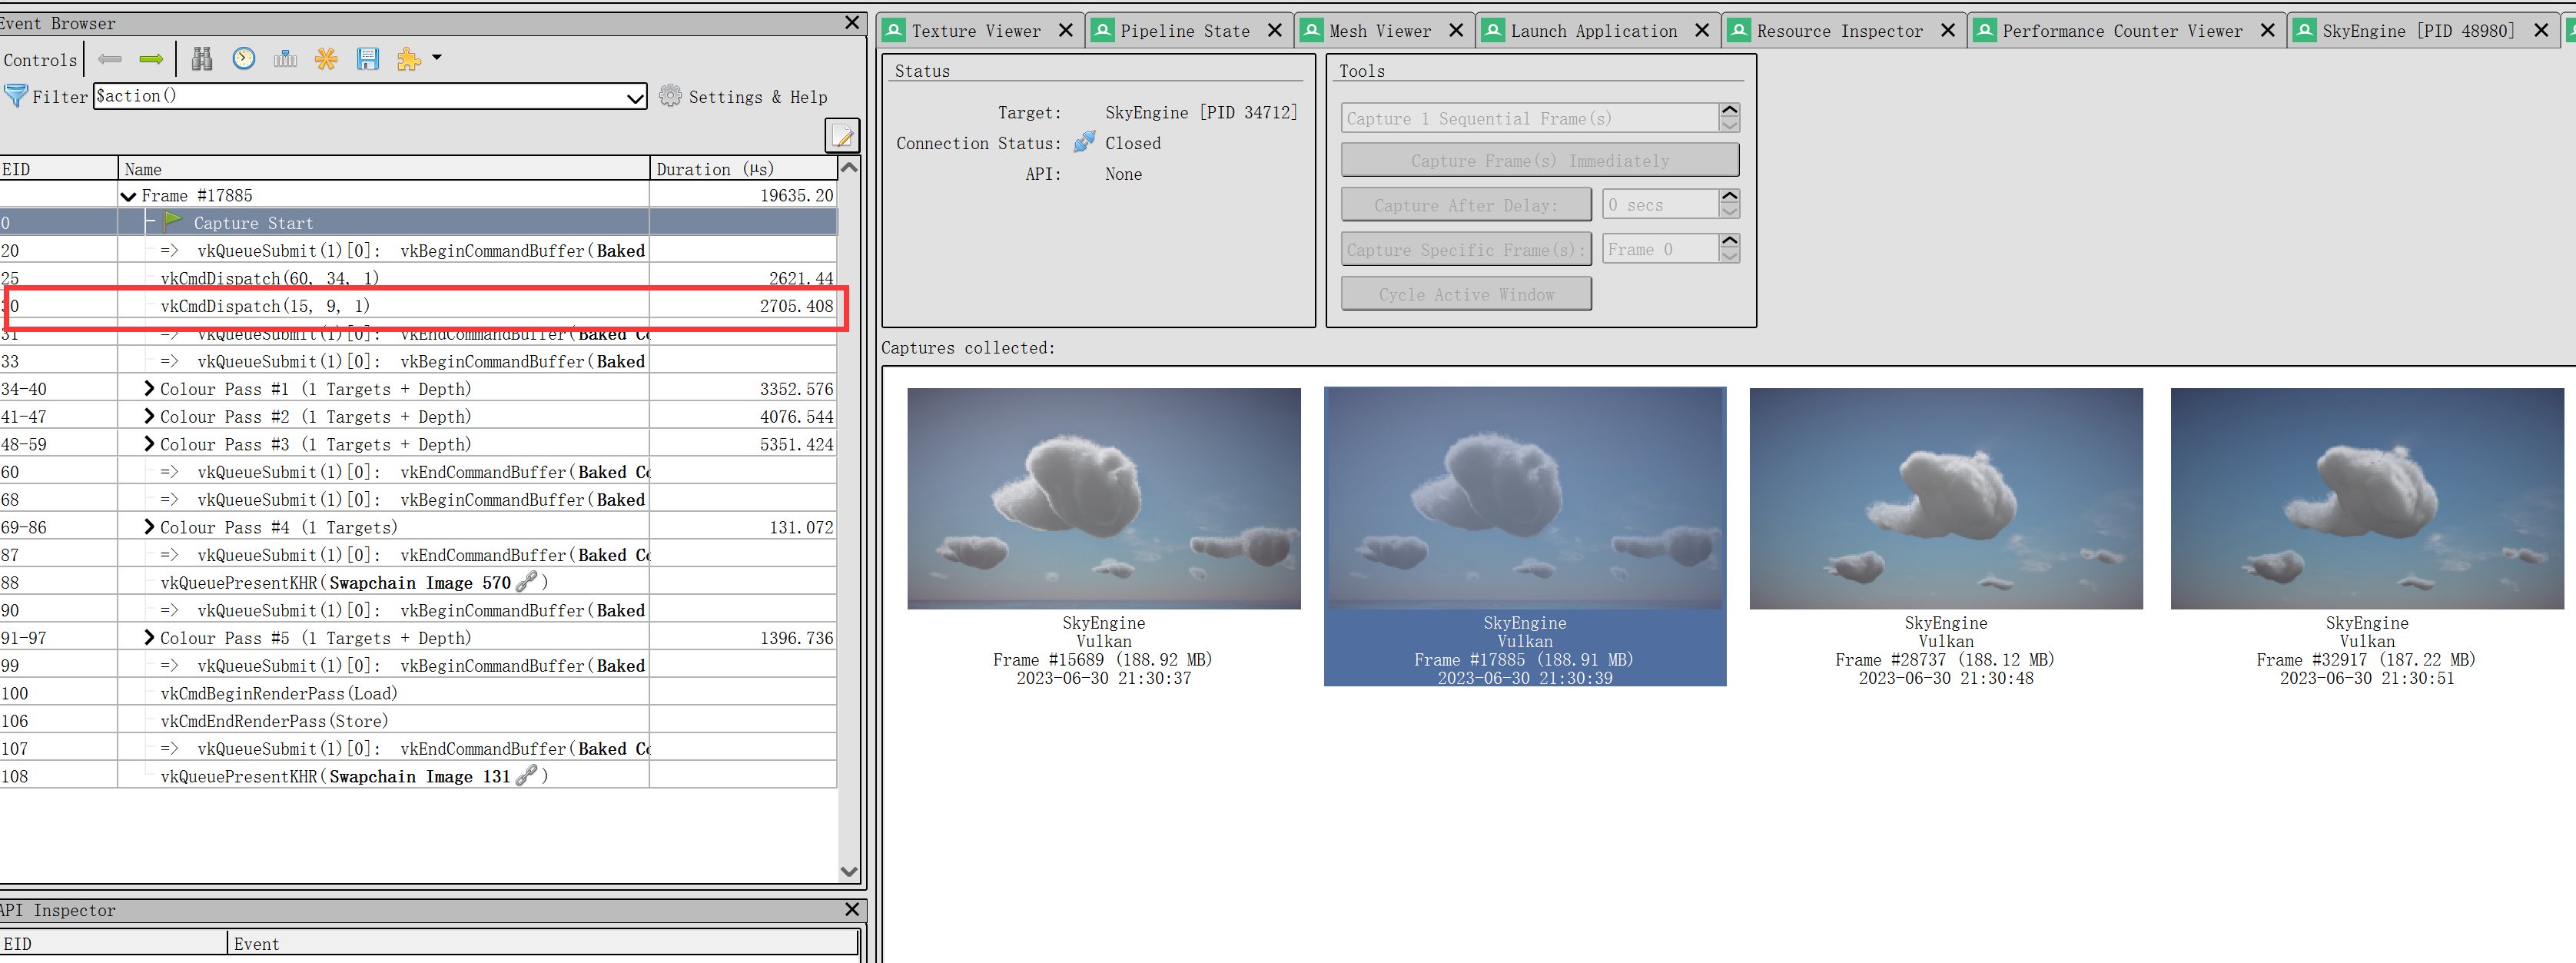 Event Browser
Controls
Filter $action() Settings & Help
EID Name Duration (μs)
Frame #17885 19635.20
0 Capture Start
20 => vkQueueSubmit(1)[0]: vkBeginCommandBuffer(Baked
25 vkCmdDispatch(60, 34, 1) 2621.44
30 vkCmdDispatch(15, 9, 1) 2705.408
31 => vkQueueSubmit(1)[0]: vkEndCommandBuffer(Baked Co
33 => vkQueueSubmit(1)[0]: vkBeginCommandBuffer(Baked
34-40 Colour Pass #1 (1 Targets + Depth) 3352.576
41-47 Colour Pass #2 (1 Targets + Depth) 4076.544
48-59 Colour Pass #3 (1 Targets + Depth) 5351.424
60 => vkQueueSubmit(1)[0]: vkEndCommandBuffer(Baked Co
68 => vkQueueSubmit(1)[0]: vkBeginCommandBuffer(Baked
69-86 Colour Pass #4 (1 Targets) 131.072
87 => vkQueueSubmit(1)[0]: vkEndCommandBuffer(Baked Co
88 vkQueuePresentKHR(Swapchain Image 570)
90 => vkQueueSubmit(1)[0]: vkBeginCommandBuffer(Baked
91-97 Colour Pass #5 (1 Targets + Depth) 1396.736
99 => vkQueueSubmit(1)[0]: vkBeginCommandBuffer(Baked
100 vkCmdBeginRenderPass(Load)
106 vkCmdEndRenderPass(Store)
107 => vkQueueSubmit(1)[0]: vkEndCommandBuffer(Baked Co
108 vkQueuePresentKHR(Swapchain Image 131)
API Inspector
EID Event
Texture Viewer Pipeline State Mesh Viewer Launch Application Resource Inspector Performance Counter Viewer SkyEngine [PID 48980]
Status
Target: SkyEngine [PID 34712]
Connection Status: Closed
API: None
Tools
Capture 1 Sequential Frame(s)
Capture Frame(s) Immediately
Capture After Delay: 0 secs
Capture Specific Frame(s): Frame 0
Cycle Active Window
Captures collected:
SkyEngine
Vulkan
Frame #15689 (188.92 MB)
2023-06-30 21:30:37
SkyEngine
Vulkan
Frame #17885 (188.91 MB)
2023-06-30 21:30:39
SkyEngine
Vulkan
Frame #28737 (188.12 MB)
2023-06-30 21:30:48
SkyEngine
Vulkan
Frame #32917 (187.22 MB)
2023-06-30 21:30:51